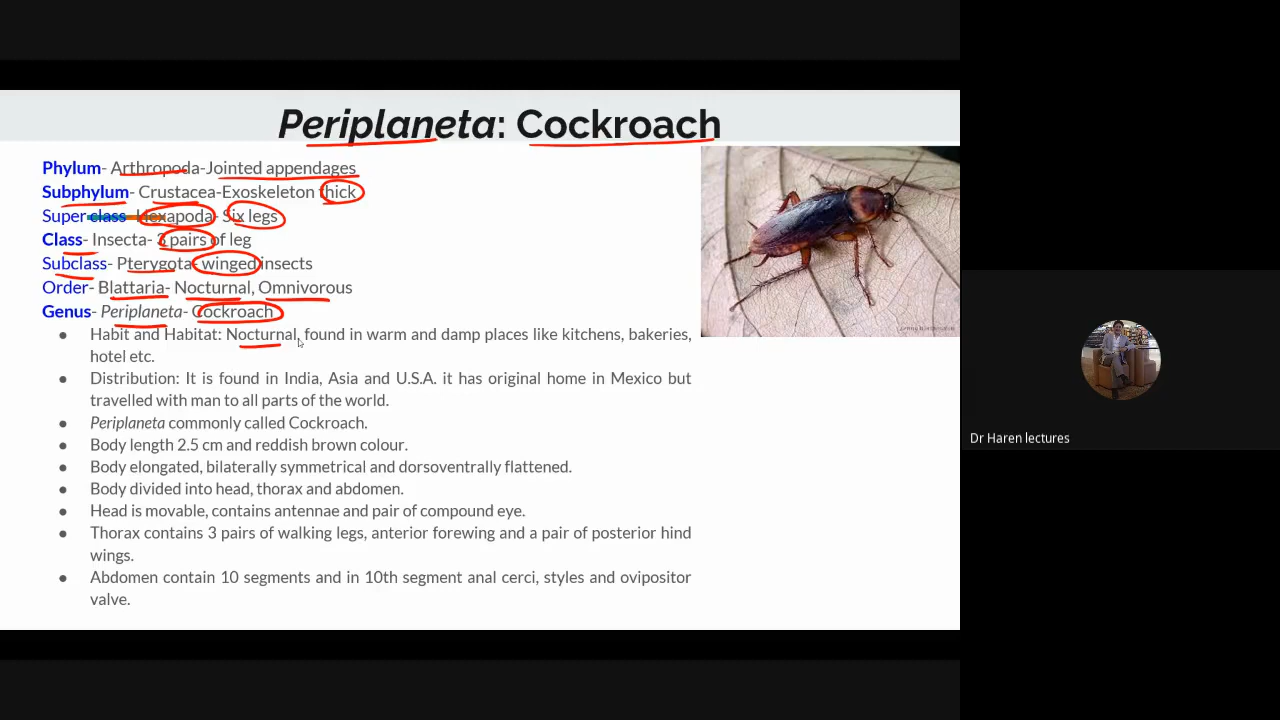 Periplaneta: Cockroach
Phylum- Arthropoda-Jointed appendages
Subphylum- Crustacea-Exoskeleton thick
Super class- Hexapoda- Six legs
Class- Insecta- 3 pairs of leg
Subclass- Pterygota- winged insects
Order- Blattaria- Nocturnal, Omnivorous
Genus- Periplaneta- Cockroach
● Habit and Habitat: Nocturnal, found in warm and damp places like kitchens, bakeries,
hotel etc.
● Distribution: It is found in India, Asia and U.S.A. it has original home in Mexico but
travelled with man to all parts of the world.
● Periplaneta commonly called Cockroach.
● Body length 2.5 cm and reddish brown colour.
● Body elongated, bilaterally symmetrical and dorsoventrally flattened.
● Body divided into head, thorax and abdomen.
● Head is movable, contains antennae and pair of compound eye.
● Thorax contains 3 pairs of walking legs, anterior forewing and a pair of posterior hind
wings.
● Abdomen contain 10 segments and in 10th segment anal cerci, styles and ovipositor
valve.
Dr Haren lectures